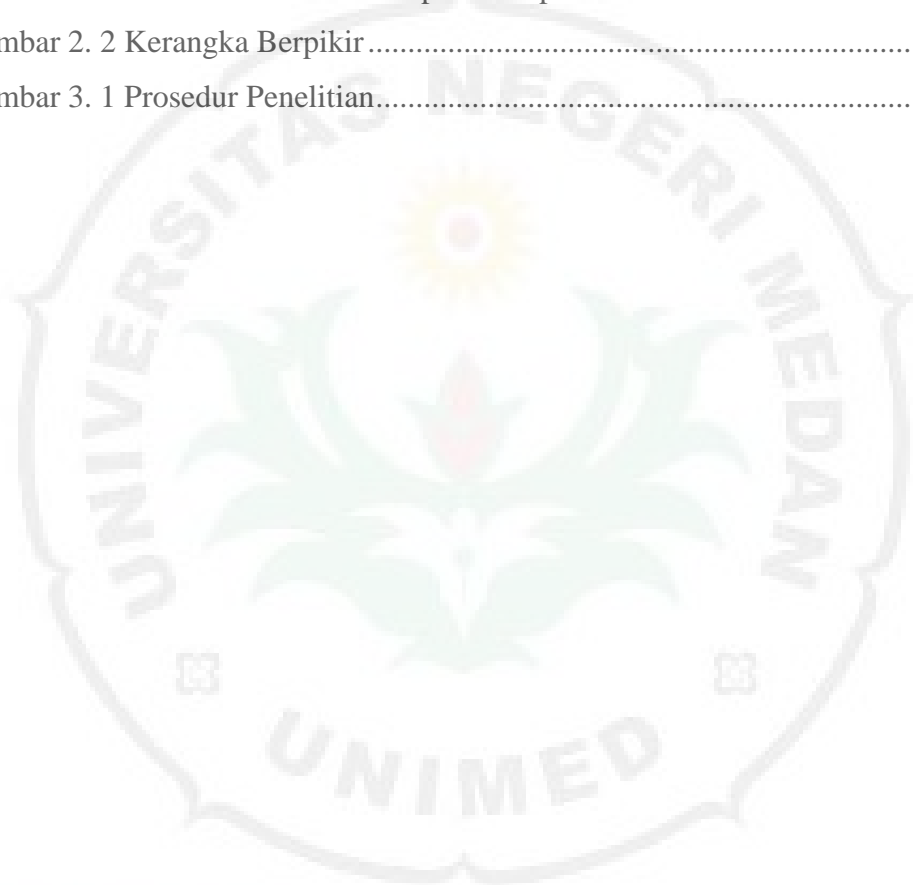 mbar 2. 2 Kerangka Berpikir....................................................................
mbar 3. 1 Prosedur Penelitian...................................................................
UNIVERSITAS NEGERI MEDAN
UNIMED